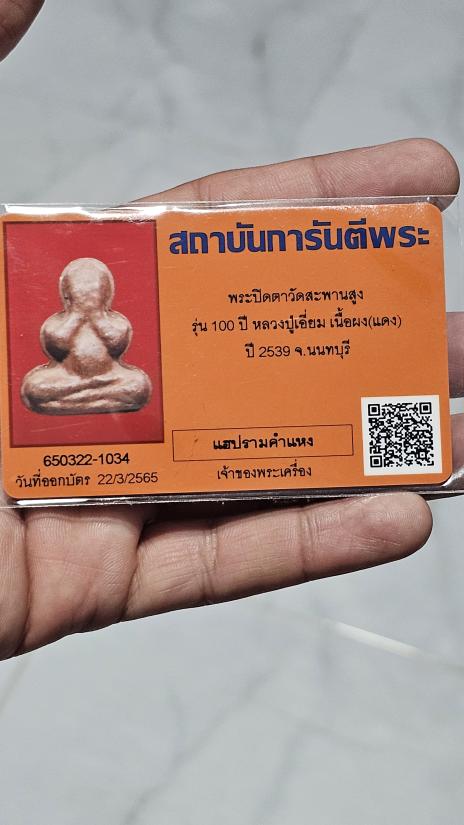 สถาบันการันตีพระ
พระปิดตาวัดสะพานสูง
รุ่น 100 ปี หลวงปู่เอี่ยม เนื้อผง(แดง)
ปี 2539 จ.นนทบุรี
แฮปรามคำแหง
เจ้าของพระเครื่อง
650322-1034
วันที่ออกบัตร 22/3/2565